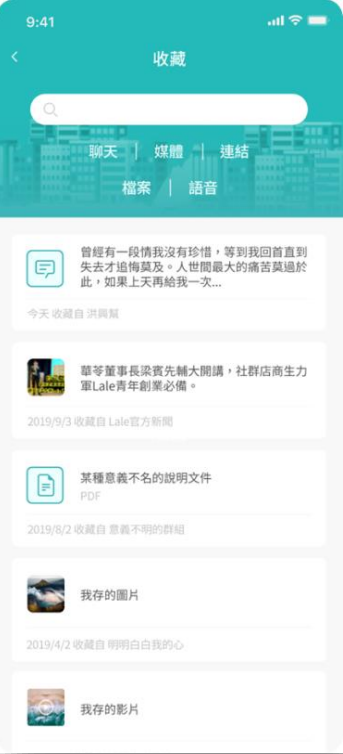 9:41
收藏
聊天｜媒體｜連結
檔案｜語音
曾經有一段情我沒有珍惜，等到我回首直到
失去才追悔莫及。人世間最大的痛苦莫過於
此，如果上天再給我一次...
今天 收藏自 洪興幫
華苓董事長梁賓先輔大開講，社群店商生力
軍Lale青年創業必備。
2019/9/3 收藏自 Lale官方新聞
某種意義不名的說明文件
PDF
2019/8/2 收藏自 意義不明的群組
我存的圖片
2019/4/2 收藏自 明明白白我的心
我存的影片